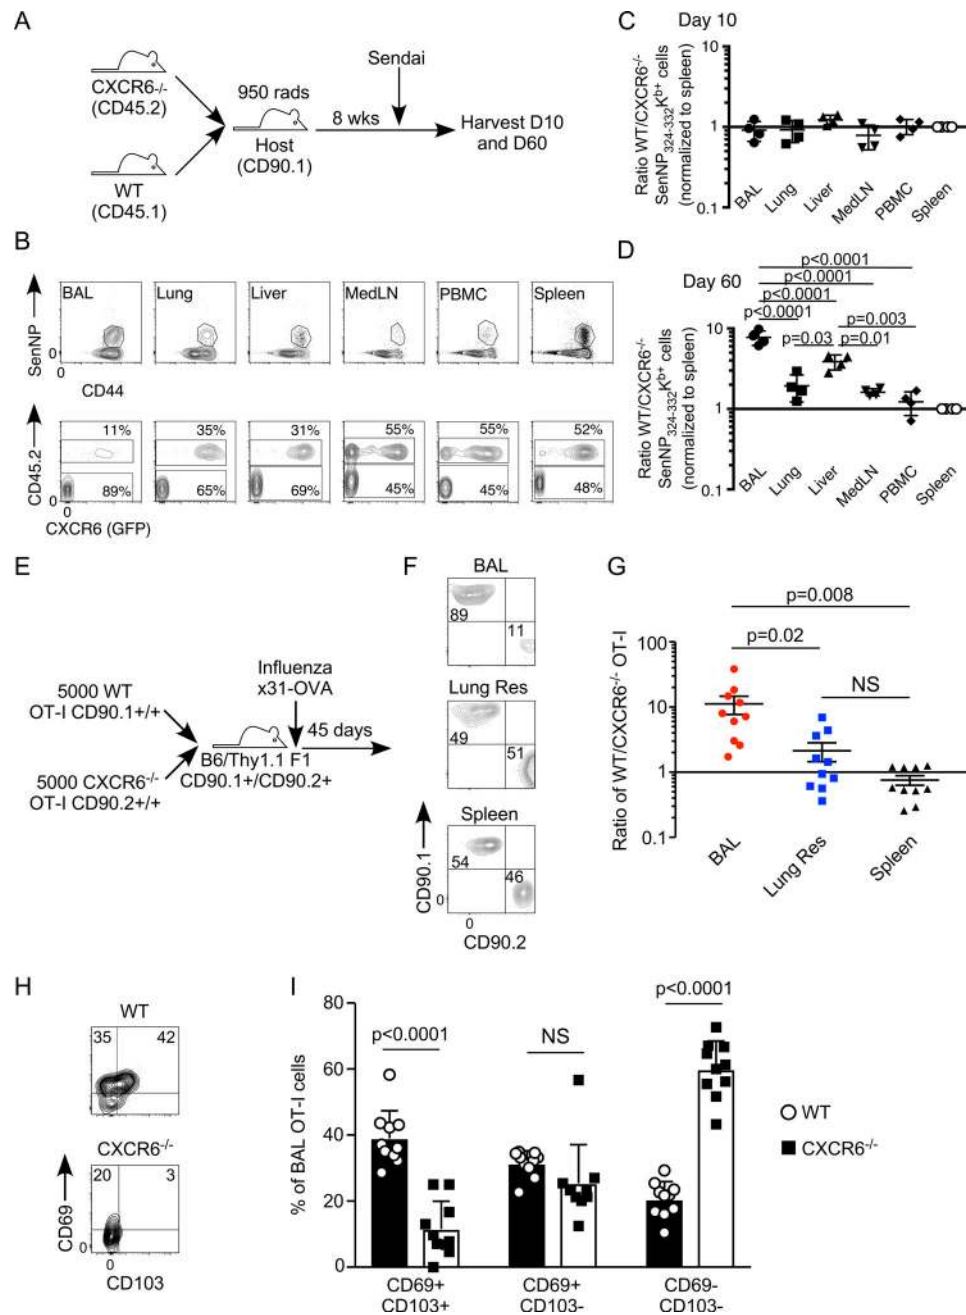 A
CXCR6-/-
(CD45.2)
WT
(CD45.1)
950 rads
Host
(CD90.1)
8 wks
Sendai
Harvest D10
and D60
B
SenNP
BAL
Lung
Liver
MedLN
PBMC
Spleen
0
0
CD44
CD45.2
11%
35%
31%
55%
55%
52%
89%
65%
69%
45%
45%
48%
0
0
CXCR6 (GFP)
C
Day 10
Ratio WT/CXCR6-/-
SenNP324-332Kb+ cells
(normalized to spleen)
10
1
0.1
BAL
Lung
Liver
MedLN
PBMC
Spleen
D
Day 60
p<0.0001
p<0.0001
p<0.0001
p<0.0001
p=0.003
p=0.03
p=0.01
Ratio WT/CXCR6-/-
SenNP324-332Kb+ cells
(normalized to spleen)
10
1
0.1
BAL
Lung
Liver
MedLN
PBMC
Spleen
E
5000 WT
OT-I CD90.1+/+
5000 CXCR6-/-
OT-I CD90.2+/+
Influenza
x31-OVA
45 days
B6/Thy1.1 F1
CD90.1+/CD90.2+
F
BAL
89
11
Lung Res
49
51
Spleen
54
46
CD90.1
0
0
CD90.2
G
p=0.008
p=0.02
NS
Ratio of WT/CXCR6-/- OT-I
100
10
1
0.1
BAL
Lung Res
Spleen
H
WT
35
42
CXCR6-/-
20
3
CD69
0
0
CD103
I
% of BAL OT-I cells
80
60
40
20
0
p<0.0001
NS
p<0.0001
WT
CXCR6-/-
CD69+
CD103+
CD69+
CD103-
CD69-
CD103-